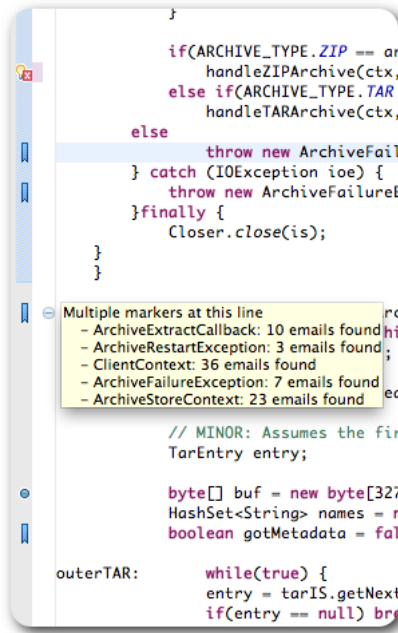 }
if(ARCHIVE_TYPE.ZIP == ar
handleZIPArchive(ctx,
else if(ARCHIVE_TYPE.TAR
handleTARArchive(ctx,
else
throw new ArchiveFail
} catch (IOException ioe) {
throw new ArchiveFailureE
}finally {
Closer.close(is);
}
}
Multiple markers at this line
– ArchiveExtractCallback: 10 emails found
– ArchiveRestartException: 3 emails found
– ClientContext: 36 emails found
– ArchiveFailureException: 7 emails found
– ArchiveStoreContext: 23 emails found
// MINOR: Assumes the fir
TarEntry entry;
byte[] buf = new byte[327
HashSet<String> names = n
boolean gotMetadata = fal
outerTAR: while(true) {
entry = tarIS.getNext
if(entry == null) bre